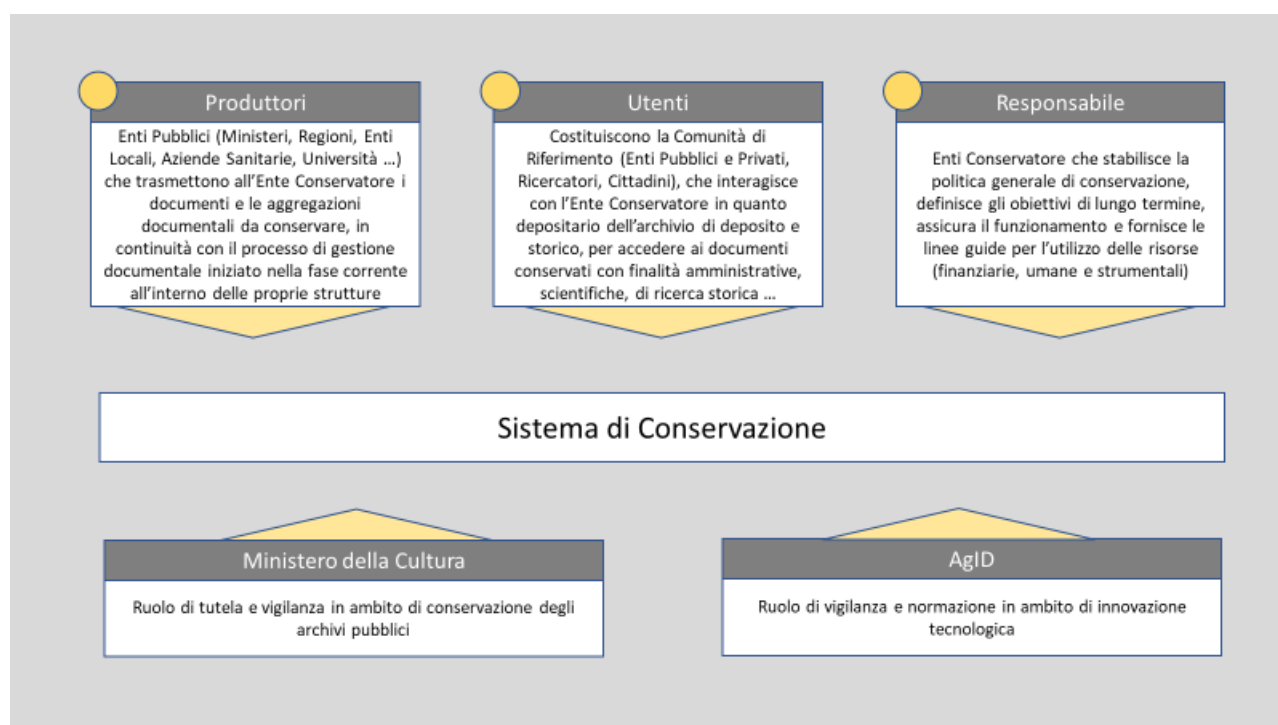 Produttori
Enti Pubblici (Ministeri, Regioni, Enti
Locali, Aziende Sanitarie, Università …)
che trasmettono all'Ente Conservatore i
documenti e le aggregazioni
documentali da conservare, in
continuità con il processo di gestione
documentale iniziato nella fase corrente
all'interno delle proprie strutture
Utenti
Costituiscono la Comunità di
Riferimento (Enti Pubblici e Privati,
Ricercatori, Cittadini), che interagisce
con l'Ente Conservatore in quanto
depositario dell'archivio di deposito e
storico, per accedere ai documenti
conservati con finalità amministrative,
scientifiche, di ricerca storica …
Responsabile
Enti Conservatore che stabilisce la
politica generale di conservazione,
definisce gli obiettivi di lungo termine,
assicura il funzionamento e fornisce le
linee guide per l'utilizzo delle risorse
(finanziarie, umane e strumentali)
Sistema di Conservazione
Ministero della Cultura
Ruolo di tutela e vigilanza in ambito di conservazione degli
archivi pubblici
AgID
Ruolo di vigilanza e normazione in ambito di innovazione
tecnologica